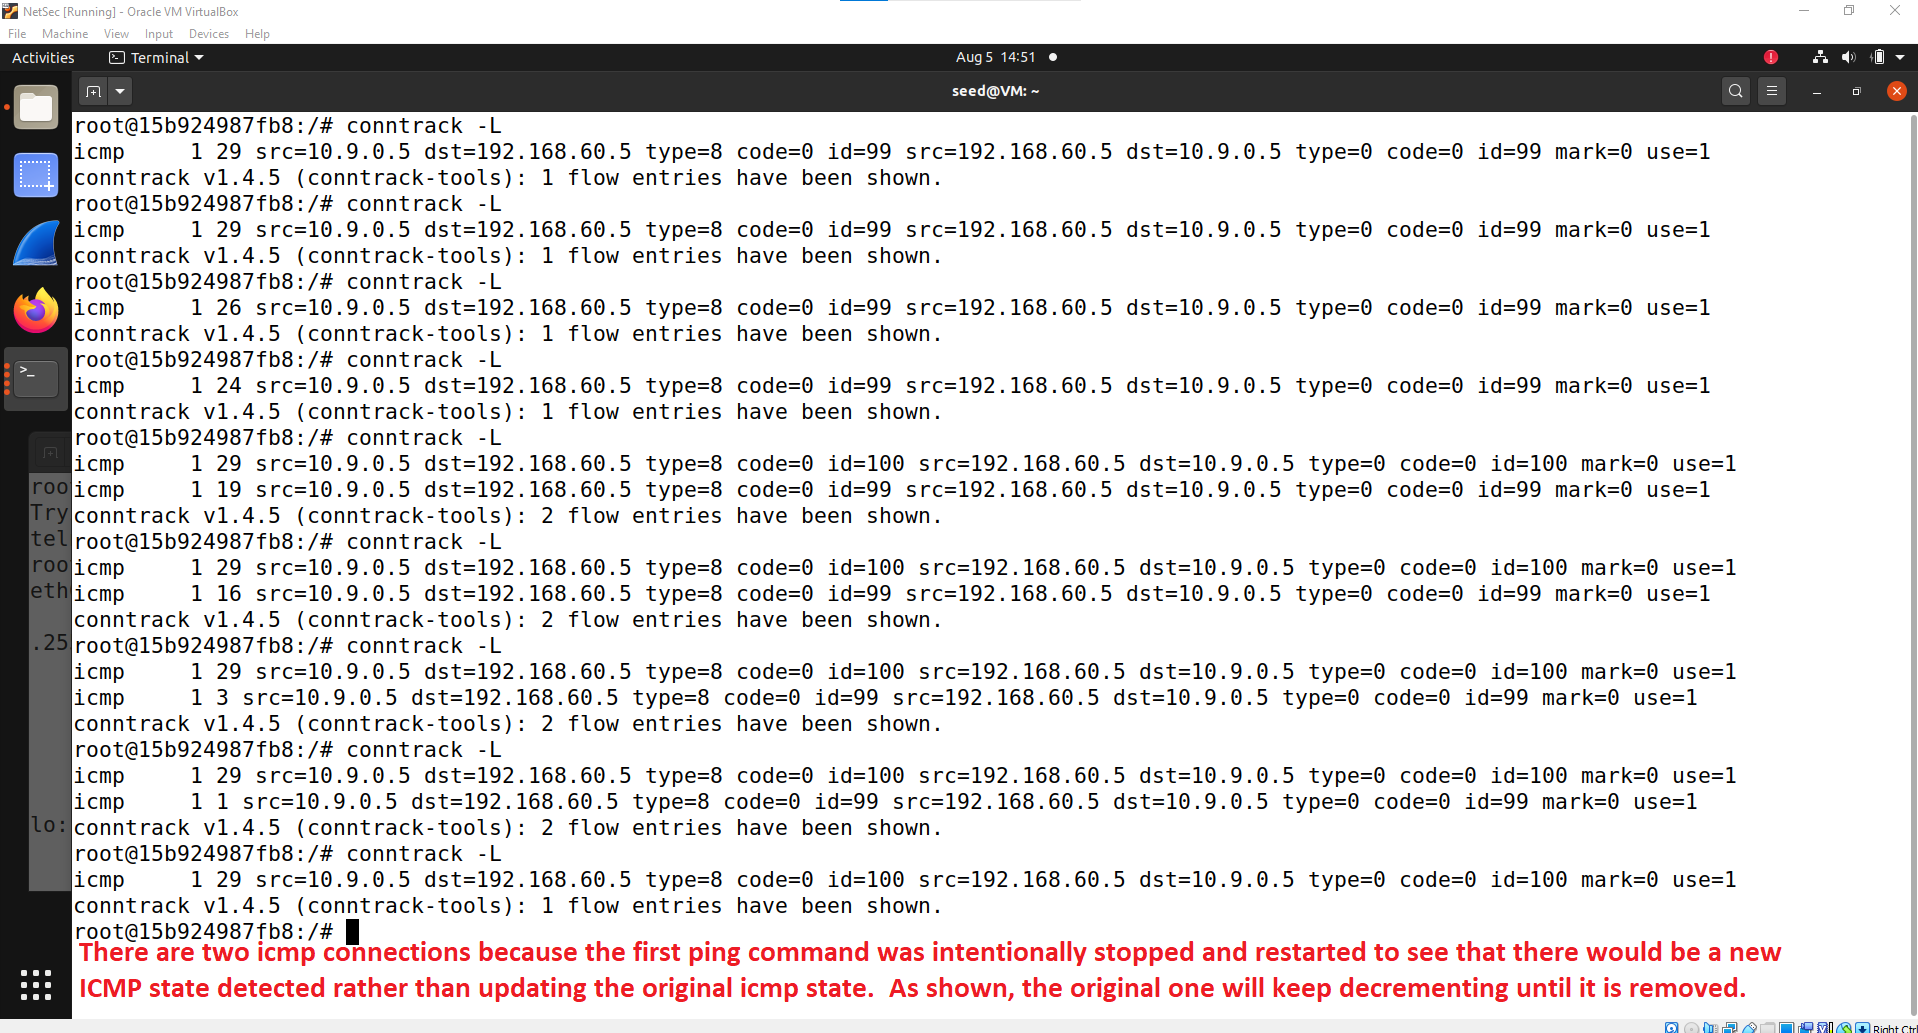 NetSec [Running] - Oracle VM VirtualBox
File Machine View Input Devices Help
Activities Terminal Aug 5 14:51
seed@VM: ~
root@15b924987fb8:/# conntrack -L
icmp     1 29 src=10.9.0.5 dst=192.168.60.5 type=8 code=0 id=99 src=192.168.60.5 dst=10.9.0.5 type=0 code=0 id=99 mark=0 use=1
conntrack v1.4.5 (conntrack-tools): 1 flow entries have been shown.
root@15b924987fb8:/# conntrack -L
icmp     1 29 src=10.9.0.5 dst=192.168.60.5 type=8 code=0 id=99 src=192.168.60.5 dst=10.9.0.5 type=0 code=0 id=99 mark=0 use=1
conntrack v1.4.5 (conntrack-tools): 1 flow entries have been shown.
root@15b924987fb8:/# conntrack -L
icmp     1 26 src=10.9.0.5 dst=192.168.60.5 type=8 code=0 id=99 src=192.168.60.5 dst=10.9.0.5 type=0 code=0 id=99 mark=0 use=1
conntrack v1.4.5 (conntrack-tools): 1 flow entries have been shown.
root@15b924987fb8:/# conntrack -L
icmp     1 24 src=10.9.0.5 dst=192.168.60.5 type=8 code=0 id=99 src=192.168.60.5 dst=10.9.0.5 type=0 code=0 id=99 mark=0 use=1
conntrack v1.4.5 (conntrack-tools): 1 flow entries have been shown.
root@15b924987fb8:/# conntrack -L
icmp     1 29 src=10.9.0.5 dst=192.168.60.5 type=8 code=0 id=100 src=192.168.60.5 dst=10.9.0.5 type=0 code=0 id=100 mark=0 use=1
icmp     1 19 src=10.9.0.5 dst=192.168.60.5 type=8 code=0 id=99 src=192.168.60.5 dst=10.9.0.5 type=0 code=0 id=99 mark=0 use=1
conntrack v1.4.5 (conntrack-tools): 2 flow entries have been shown.
root@15b924987fb8:/# conntrack -L
icmp     1 29 src=10.9.0.5 dst=192.168.60.5 type=8 code=0 id=100 src=192.168.60.5 dst=10.9.0.5 type=0 code=0 id=100 mark=0 use=1
icmp     1 16 src=10.9.0.5 dst=192.168.60.5 type=8 code=0 id=99 src=192.168.60.5 dst=10.9.0.5 type=0 code=0 id=99 mark=0 use=1
conntrack v1.4.5 (conntrack-tools): 2 flow entries have been shown.
root@15b924987fb8:/# conntrack -L
icmp     1 29 src=10.9.0.5 dst=192.168.60.5 type=8 code=0 id=100 src=192.168.60.5 dst=10.9.0.5 type=0 code=0 id=100 mark=0 use=1
icmp     1 3 src=10.9.0.5 dst=192.168.60.5 type=8 code=0 id=99 src=192.168.60.5 dst=10.9.0.5 type=0 code=0 id=99 mark=0 use=1
conntrack v1.4.5 (conntrack-tools): 2 flow entries have been shown.
root@15b924987fb8:/# conntrack -L
icmp     1 29 src=10.9.0.5 dst=192.168.60.5 type=8 code=0 id=100 src=192.168.60.5 dst=10.9.0.5 type=0 code=0 id=100 mark=0 use=1
icmp     1 1 src=10.9.0.5 dst=192.168.60.5 type=8 code=0 id=99 src=192.168.60.5 dst=10.9.0.5 type=0 code=0 id=99 mark=0 use=1
conntrack v1.4.5 (conntrack-tools): 2 flow entries have been shown.
root@15b924987fb8:/# conntrack -L
icmp     1 29 src=10.9.0.5 dst=192.168.60.5 type=8 code=0 id=100 src=192.168.60.5 dst=10.9.0.5 type=0 code=0 id=100 mark=0 use=1
conntrack v1.4.5 (conntrack-tools): 1 flow entries have been shown.
root@15b924987fb8:/#
roo
Try
tel
roo
eth
.25
lo:
There are two icmp connections because the first ping command was intentionally stopped and restarted to see that there would be a new
ICMP state detected rather than updating the original icmp state.  As shown, the original one will keep decrementing until it is removed.
Right Ctrl